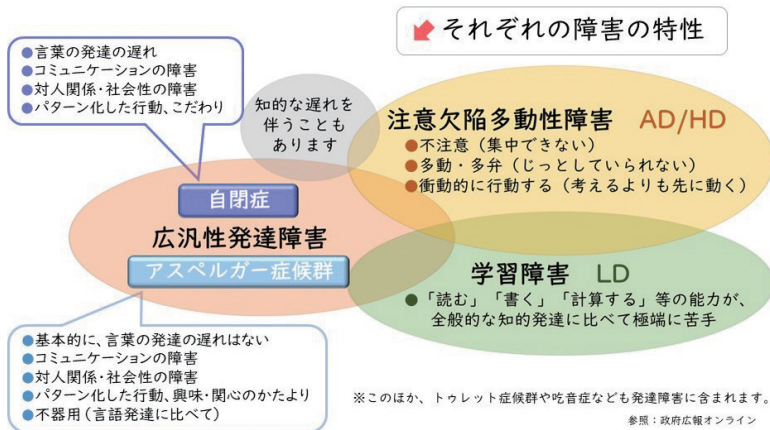 それぞれの障害の特性
●言葉の発達の遅れ
●コミュニケーションの障害
●対人関係・社会性の障害
●パターン化した行動、こだわり
知的な遅れを
伴うことも
あります
注意欠陥多動性障害 AD/HD
●不注意（集中できない）
●多動・多弁（じっとしていられない）
●衝動的に行動する（考えるよりも先に動く）
自閉症
広汎性発達障害
アスペルガー症候群
学習障害 LD
●「読む」「書く」「計算する」等の能力が、
全般的な知的発達に比べて極端に苦手
●基本的に、言葉の発達の遅れはない
●コミュニケーションの障害
●対人関係・社会性の障害
●パターン化した行動、興味・関心のかたより
●不器用（言語発達に比べて）
※このほか、トゥレット症候群や吃音症なども発達障害に含まれます。
参照：政府広報オンライン